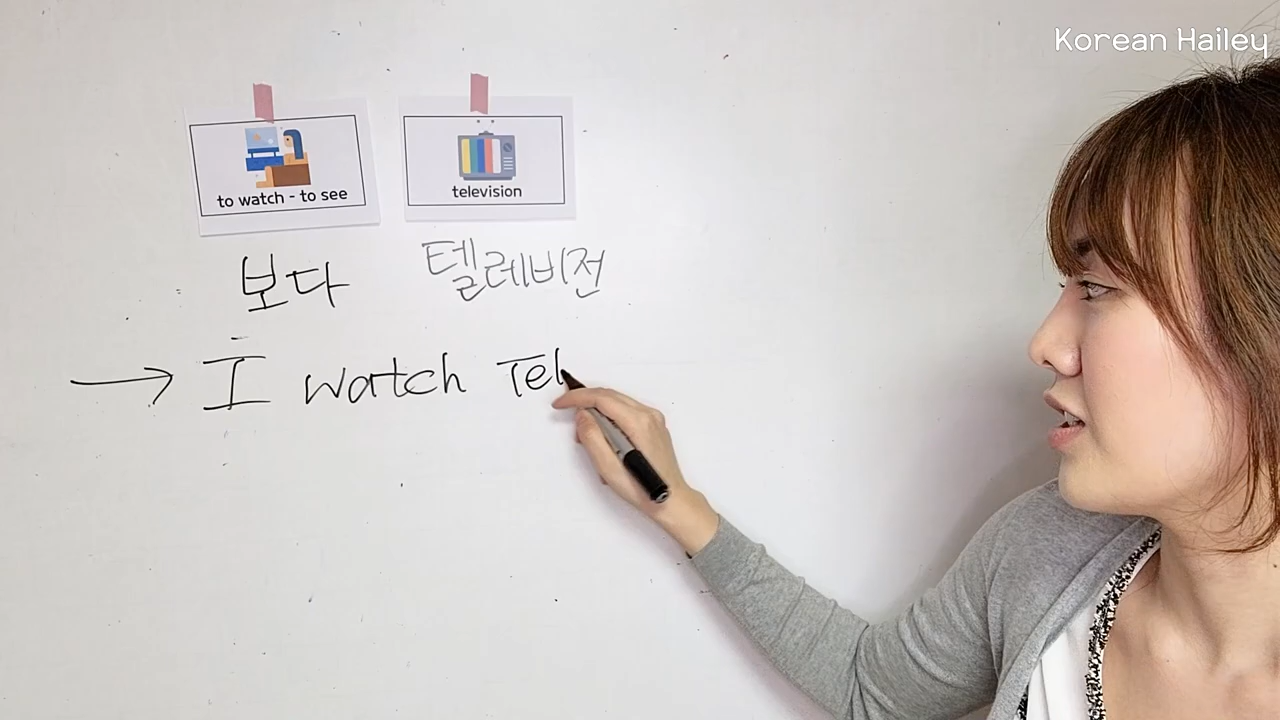 Korean Hailey
to watch - to see
television
보다 텔레비전
→ I watch Tel